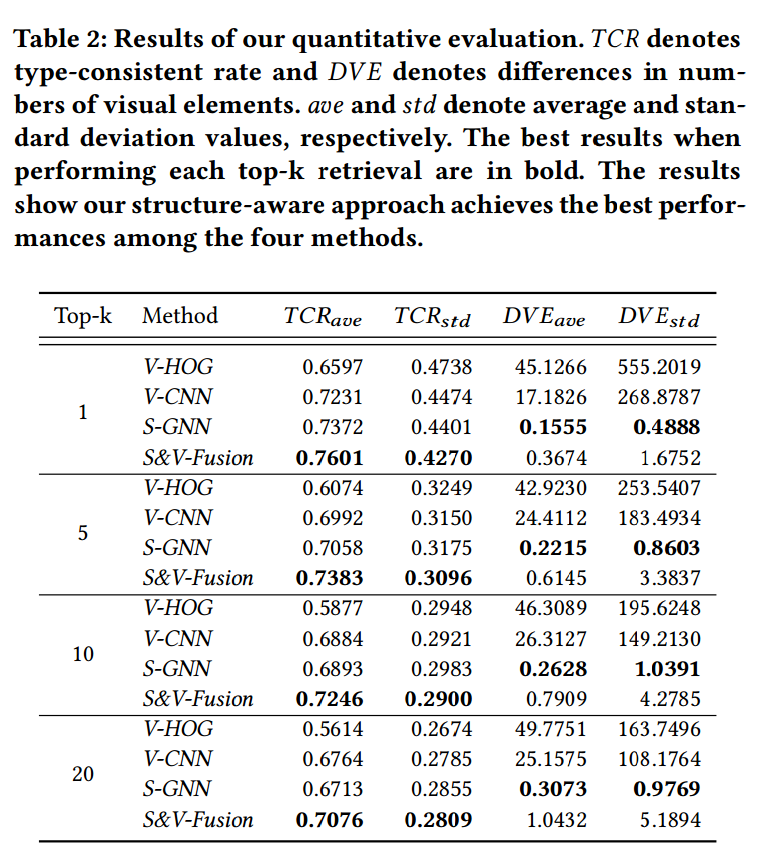 Table 2: Results of our quantitative evaluation. TCR denotes
type-consistent rate and DVE denotes differences in num-
bers of visual elements. ave and std denote average and stan-
dard deviation values, respectively. The best results when
performing each top-k retrieval are in bold. The results
show our structure-aware approach achieves the best perfor-
mances among the four methods.
Top-k Method TCRave TCRstd DVEave DVEstd
V-HOG 0.6597 0.4738 45.1266 555.2019
V-CNN 0.7231 0.4474 17.1826 268.8787
1
S-GNN 0.7372 0.4401 0.1555 0.4888
S&V-Fusion 0.7601 0.4270 0.3674 1.6752
V-HOG 0.6074 0.3249 42.9230 253.5407
V-CNN 0.6992 0.3150 24.4112 183.4934
5
S-GNN 0.7058 0.3175 0.2215 0.8603
S&V-Fusion 0.7383 0.3096 0.6145 3.3837
V-HOG 0.5877 0.2948 46.3089 195.6248
V-CNN 0.6884 0.2921 26.3127 149.2130
10
S-GNN 0.6893 0.2983 0.2628 1.0391
S&V-Fusion 0.7246 0.2900 0.7909 4.2785
V-HOG 0.5614 0.2674 49.7751 163.7496
V-CNN 0.6764 0.2785 25.1575 108.1764
20
S-GNN 0.6713 0.2855 0.3073 0.9769
S&V-Fusion 0.7076 0.2809 1.0432 5.1894